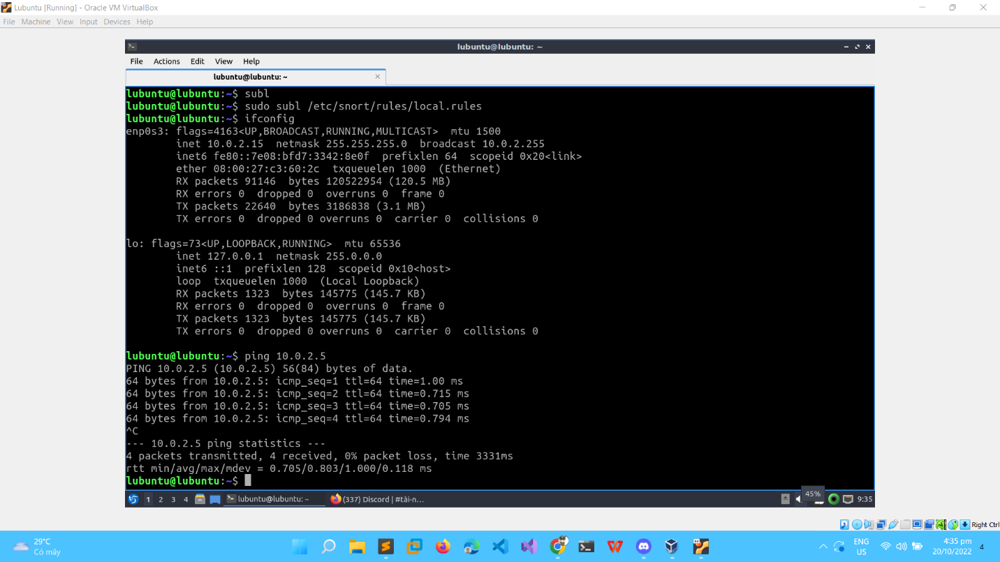 Lubuntu [Running] - Oracle VM VirtualBox
File Machine View Input Devices Help
lubuntu@lubuntu: ~
File Actions Edit View Help
lubuntu@lubuntu: ~
lubuntu@lubuntu:~$ subl
lubuntu@lubuntu:~$ sudo subl /etc/snort/rules/local.rules
lubuntu@lubuntu:~$ ifconfig
enp0s3: flags=4163<UP,BROADCAST,RUNNING,MULTICAST>  mtu 1500
        inet 10.0.2.15  netmask 255.255.255.0  broadcast 10.0.2.255
        inet6 fe80::7e08:bfd7:3342:8e0f  prefixlen 64  scopeid 0x20<link>
        ether 08:00:27:c3:60:2c  txqueuelen 1000  (Ethernet)
        RX packets 91146  bytes 120522954 (120.5 MB)
        RX errors 0  dropped 0  overruns 0  frame 0
        TX packets 22640  bytes 3186838 (3.1 MB)
        TX errors 0  dropped 0 overruns 0  carrier 0  collisions 0
lo: flags=73<UP,LOOPBACK,RUNNING>  mtu 65536
        inet 127.0.0.1  netmask 255.0.0.0
        inet6 ::1  prefixlen 128  scopeid 0x10<host>
        loop  txqueuelen 1000  (Local Loopback)
        RX packets 1323  bytes 145775 (145.7 KB)
        RX errors 0  dropped 0  overruns 0  frame 0
        TX packets 1323  bytes 145775 (145.7 KB)
        TX errors 0  dropped 0 overruns 0  carrier 0  collisions 0
lubuntu@lubuntu:~$ ping 10.0.2.5
PING 10.0.2.5 (10.0.2.5) 56(84) bytes of data.
64 bytes from 10.0.2.5: icmp_seq=1 ttl=64 time=1.00 ms
64 bytes from 10.0.2.5: icmp_seq=2 ttl=64 time=0.715 ms
64 bytes from 10.0.2.5: icmp_seq=3 ttl=64 time=0.705 ms
64 bytes from 10.0.2.5: icmp_seq=4 ttl=64 time=0.794 ms
^C
--- 10.0.2.5 ping statistics ---
4 packets transmitted, 4 received, 0% packet loss, time 3331ms
rtt min/avg/max/mdev = 0.705/0.803/1.000/0.118 ms
lubuntu@lubuntu:~$
1 2 3 4 lubuntu@lubuntu: ~ (337) Discord | #tài-n... 45% 9:35
Right Ctrl
29°C
Có mây
ENG
US
4:35 pm
20/10/2022
4